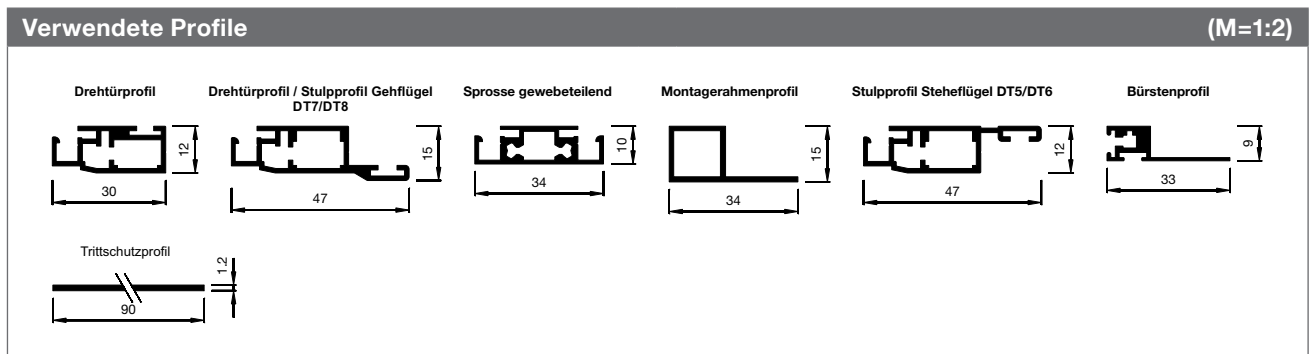 Verwendete Profile (M=1:2)
Drehtürprofil
Drehtürprofil / Stulpprofil Gehflügel
DT7/DT8
Sprosse gewebeteilend
Montagerahmenprofil
Stulpprofil Steheflügel DT5/DT6
Bürstenprofil
12
30
15
47
10
34
15
34
12
47
9
33
Trittschutzprofil
1.2
90